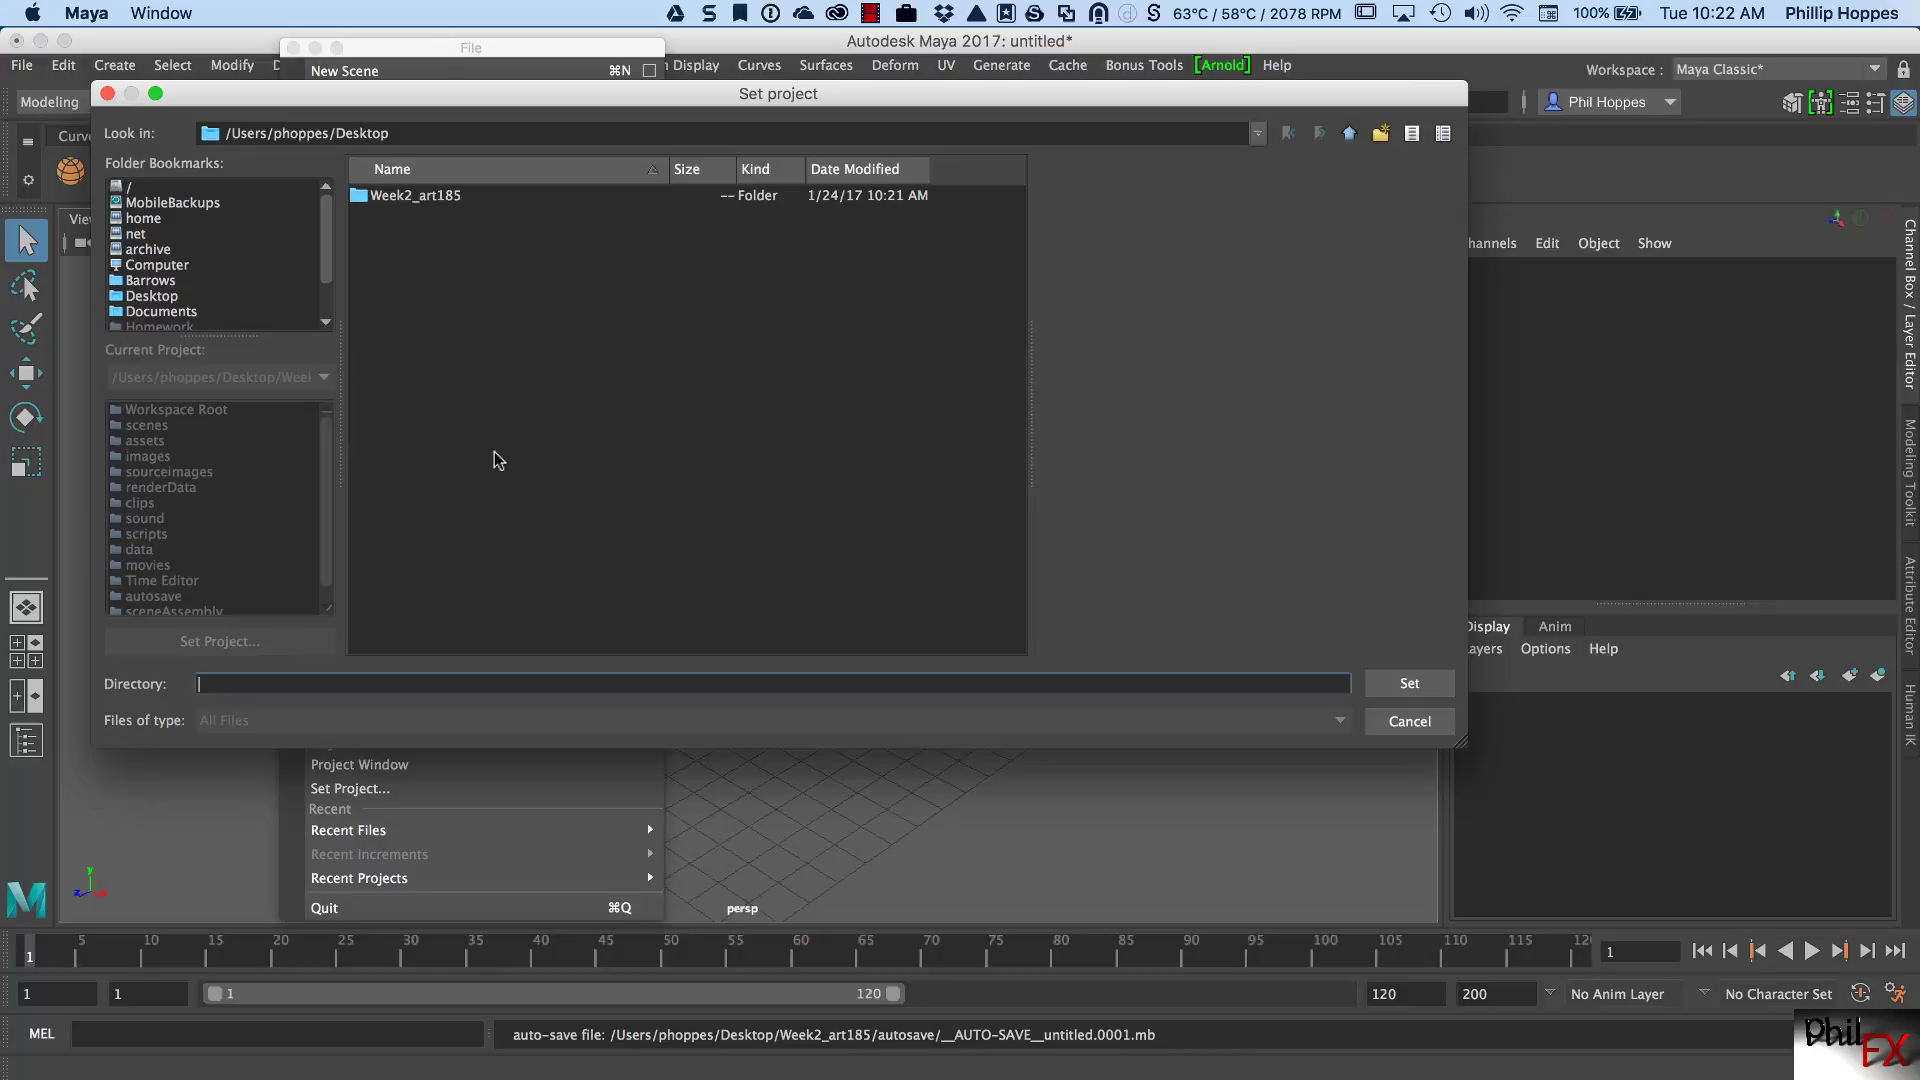 Maya Window 63°C / 58°C / 2078 RPM 100% Tue 10:22 AM Phillip Hoppes
Autodesk Maya 2017: untitled*
File
File Edit Create Select Modify D Display Curves Surfaces Deform UV Generate Cache Bonus Tools [Arnold] Help
New Scene ⌘N
Workspace : Maya Classic*
Set project
Modeling
Phil Hoppes
Curv
Look in: /Users/phoppes/Desktop
Folder Bookmarks:
Name Size Kind Date Modified
/
Week2_art185 -- Folder 1/24/17 10:21 AM
MobileBackups
home
net
archive
Computer
Barrows
Desktop
Documents
Homework
Vie
hannels Edit Object Show
Channel Box / Layer Editor
Modeling Toolkit
Attribute Editor
Human IK
Current Project:
/Users/phoppes/Desktop/Weel
Workspace Root
scenes
assets
images
sourceimages
renderData
clips
sound
scripts
data
movies
Time Editor
autosave
sceneAssembly
Set Project...
Display Anim
ayers Options Help
Directory: Set
Files of type: All Files Cancel
Project Window
Set Project...
Recent
Recent Files
Recent Increments
Recent Projects
Quit ⌘Q
y
z
persp
5 10 15 20 25 30 35 40 45 50 55 60 65 70 75 80 85 90 95 100 105 110 115 12
1 1
1 1 1 120 120 200 No Anim Layer No Character Set
MEL auto-save file: /Users/phoppes/Desktop/Week2_art185/autosave/__AUTO-SAVE__untitled.0001.mb
Phil
FX